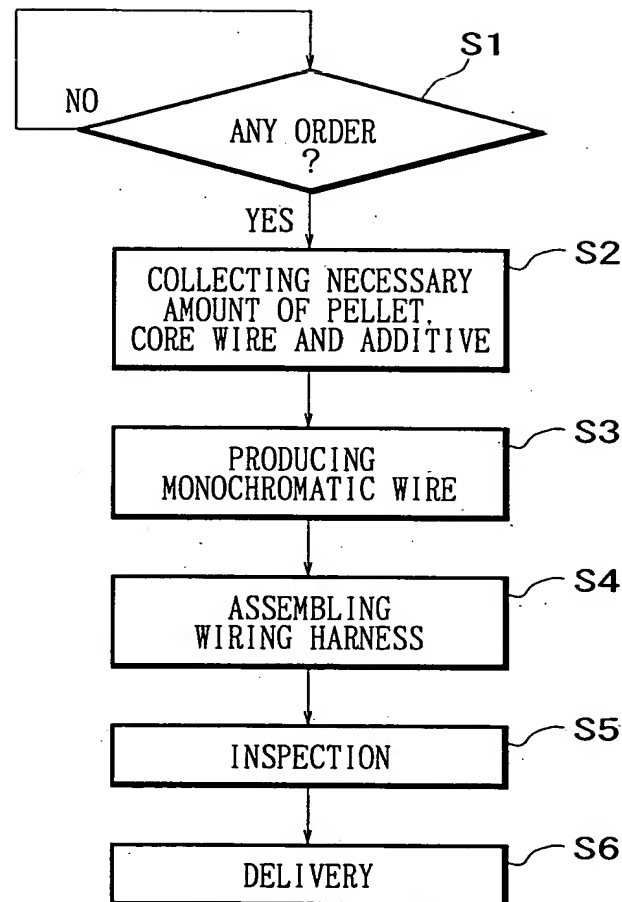 S1
NO
ANY ORDER
?
YES
S2
COLLECTING NECESSARY
AMOUNT OF PELLET,
CORE WIRE AND ADDITIVE
S3
PRODUCING
MONOCHROMATIC WIRE
S4
ASSEMBLING
WIRING HARNESS
S5
INSPECTION
S6
DELIVERY